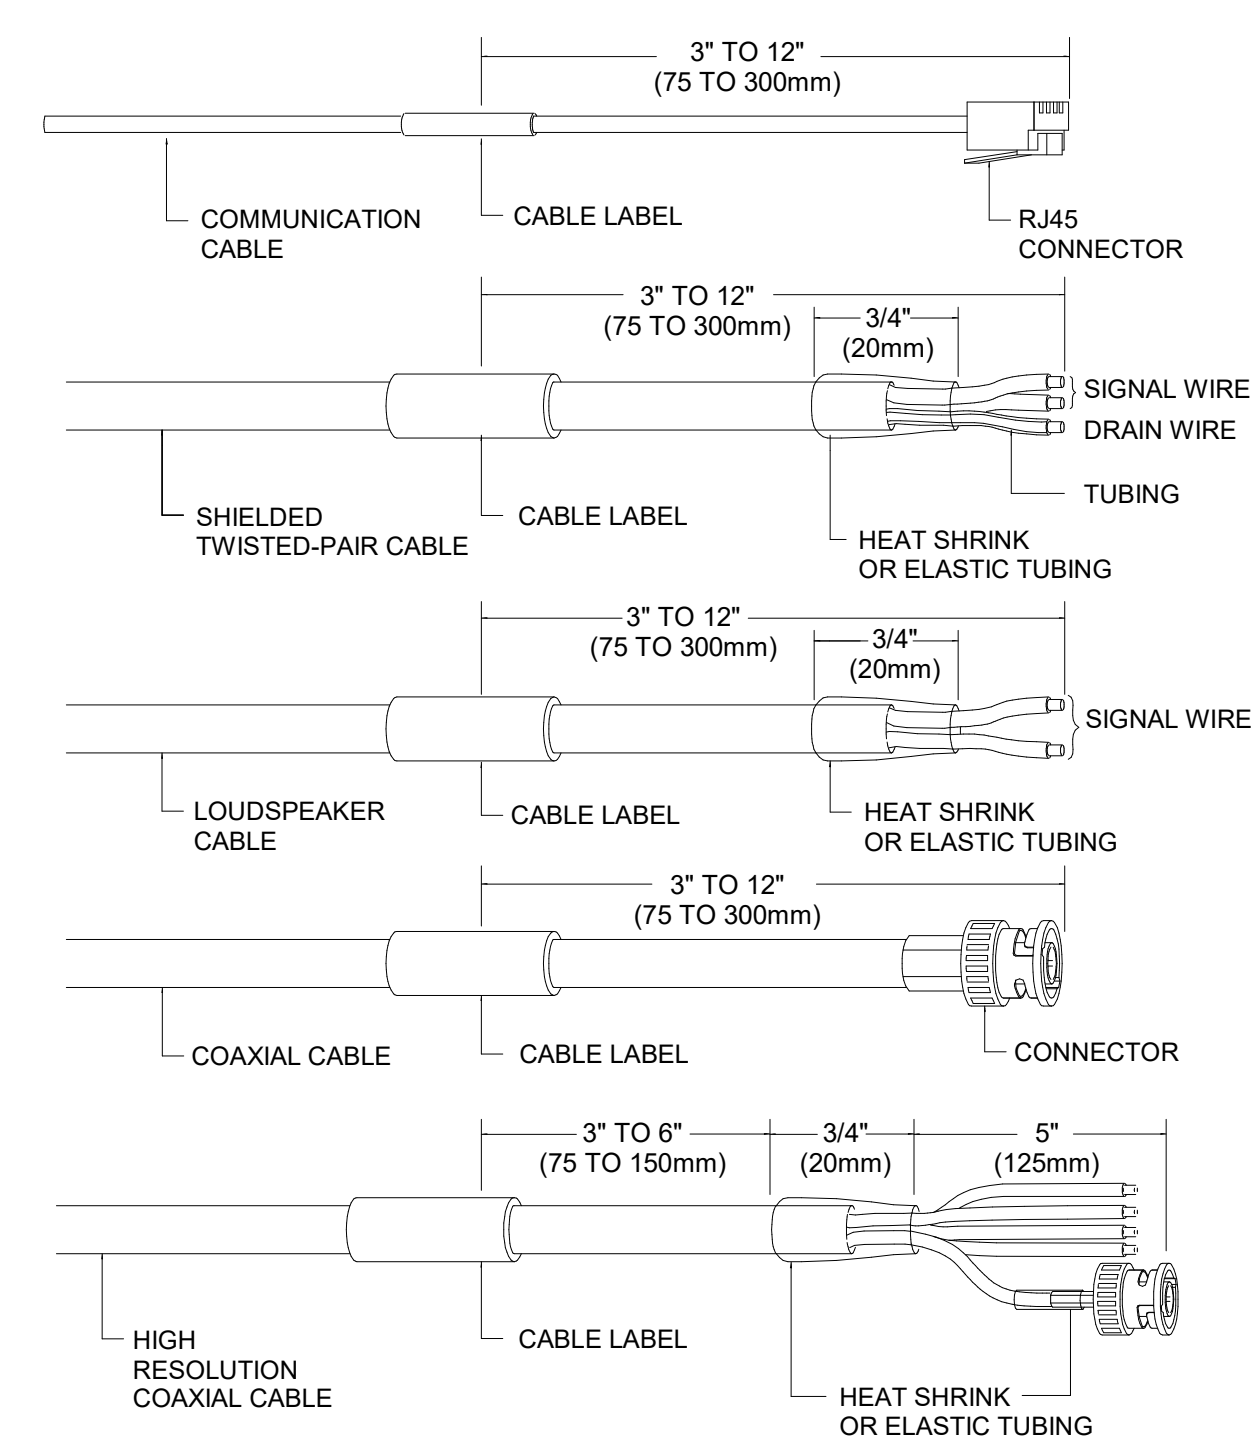 3" TO 12"
(75 TO 300mm)
COMMUNICATION
CABLE
CABLE LABEL
RJ45
CONNECTOR
3" TO 12"
(75 TO 300mm)
3/4"
(20mm)
SIGNAL WIRE
DRAIN WIRE
TUBING
SHIELDED
TWISTED-PAIR CABLE
CABLE LABEL
HEAT SHRINK
OR ELASTIC TUBING
3" TO 12"
(75 TO 300mm)
3/4"
(20mm)
SIGNAL WIRE
LOUDSPEAKER
CABLE
CABLE LABEL
HEAT SHRINK
OR ELASTIC TUBING
3" TO 12"
(75 TO 300mm)
COAXIAL CABLE
CABLE LABEL
CONNECTOR
3" TO 6"
(75 TO 150mm)
3/4"
(20mm)
5"
(125mm)
HIGH
RESOLUTION
COAXIAL CABLE
CABLE LABEL
HEAT SHRINK
OR ELASTIC TUBING